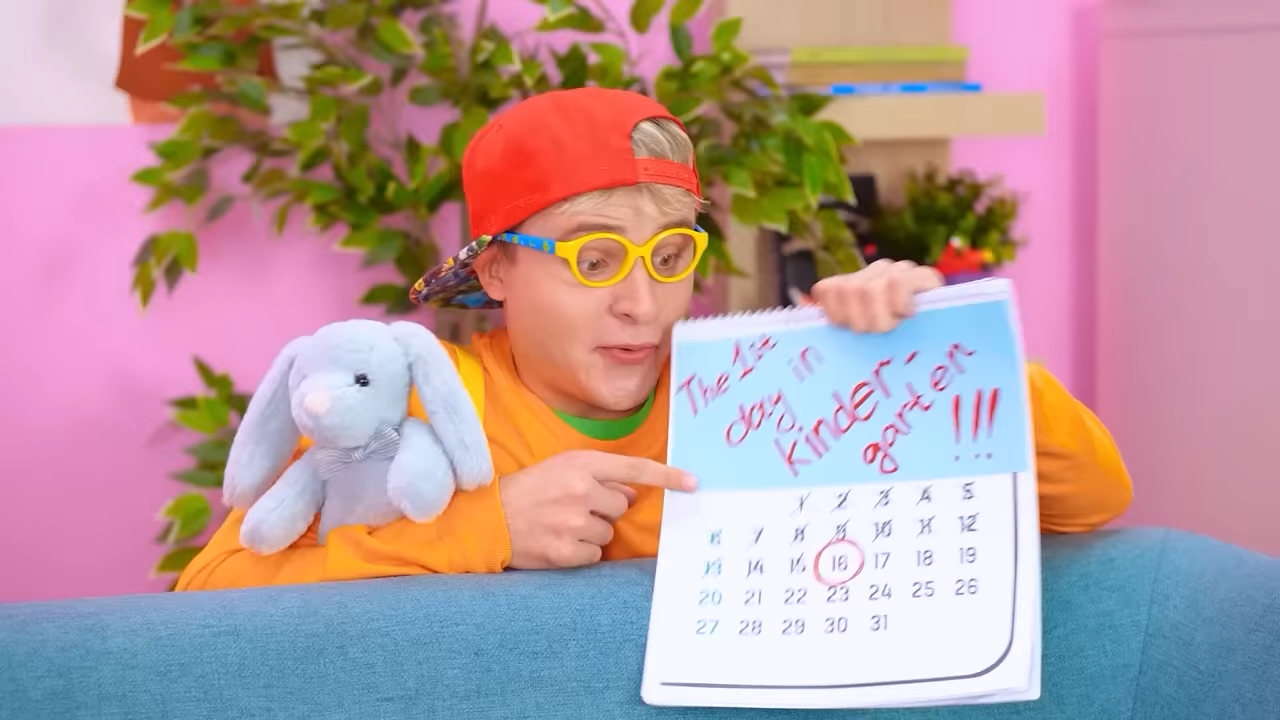 The 1st
day in
kinder-
garten
!!!
1 2 3 4 5
6 7 8 9 10 11 12
13 14 15 16 17 18 19
20 21 22 23 24 25 26
27 28 29 30 31